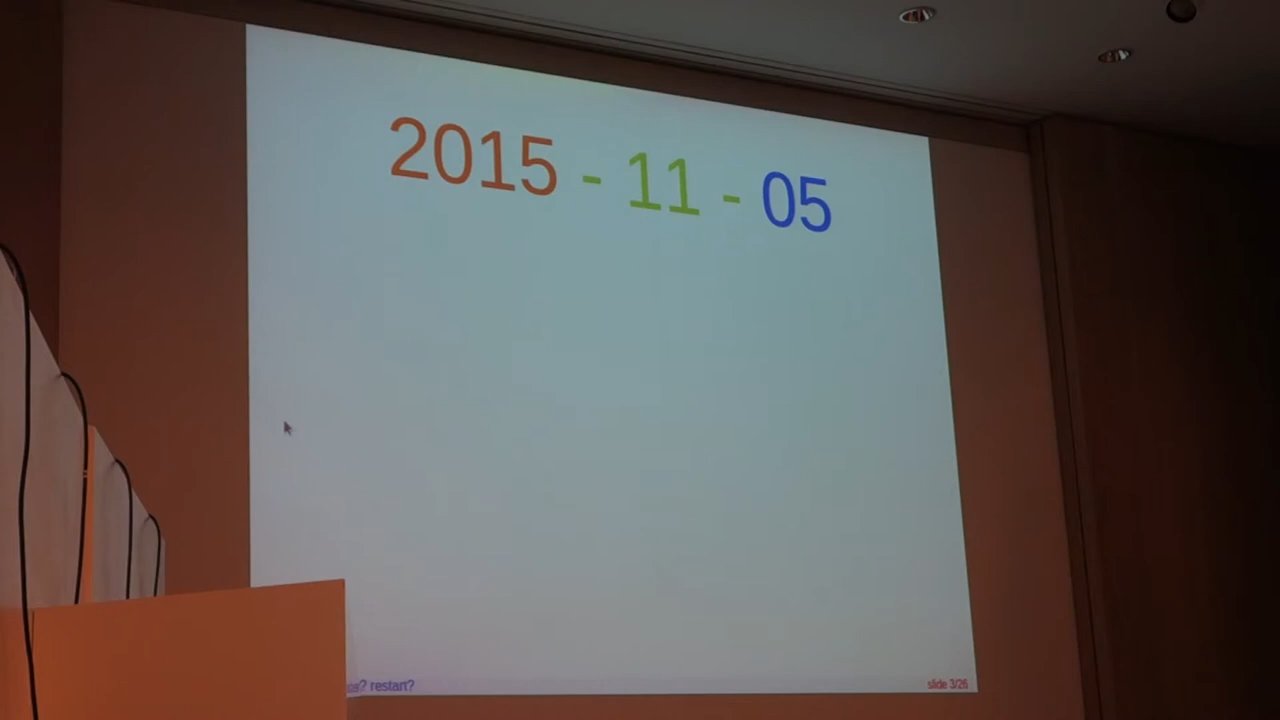 2015 - 11 - 05
? restart?
slide 3/26